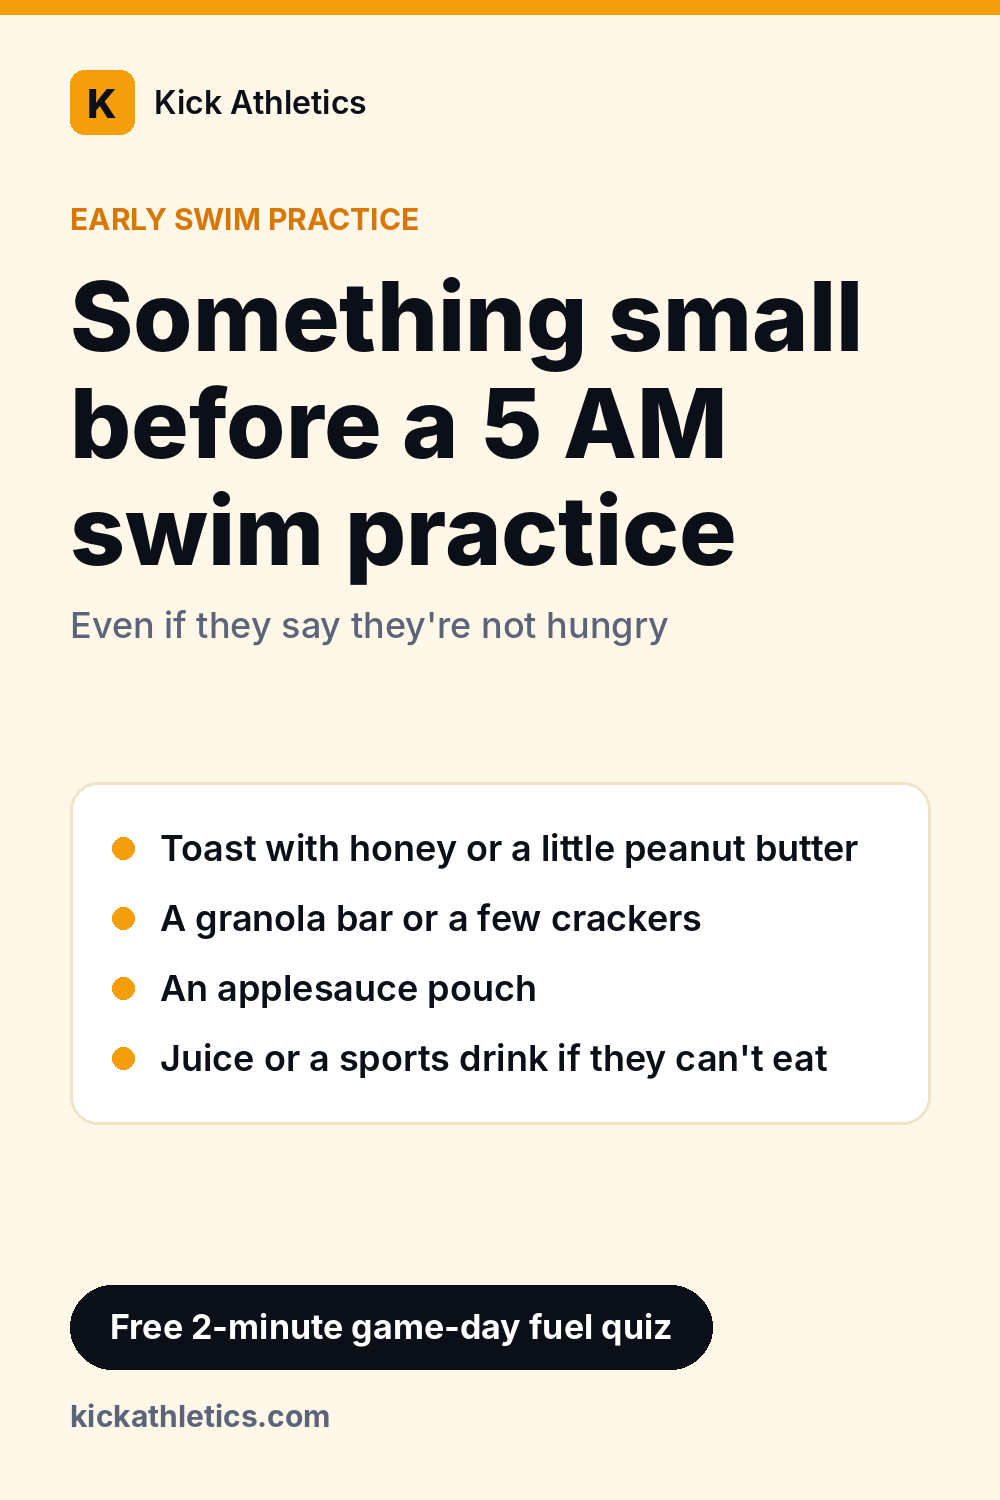 K
Kick Athletics
EARLY SWIM PRACTICE
Something small
before a 5 AM
swim practice
Even if they say they're not hungry
Toast with honey or a little peanut butter
A granola bar or a few crackers
An applesauce pouch
Juice or a sports drink if they can't eat
Free 2-minute game-day fuel quiz
kickathletics.com